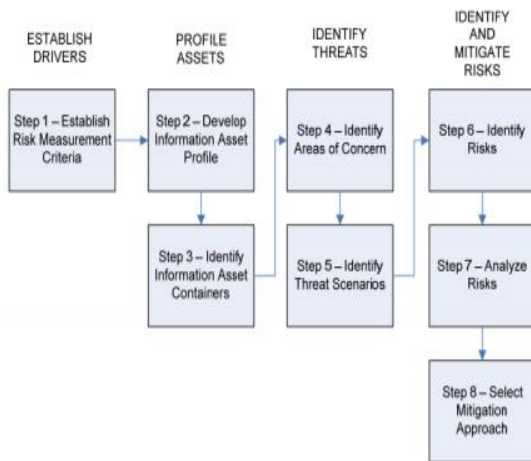 ESTABLISH
DRIVERS
PROFILE
ASSETS
IDENTIFY
THREATS
IDENTIFY
AND
MITIGATE
RISKS
Step 1 – Establish
Risk Measurement
Criteria
Step 2 – Develop
Information Asset
Profile
Step 3 – Identify
Information Asset
Containers
Step 4 – Identify
Areas of Concern
Step 5 – Identify
Threat Scenarios
Step 6 – Identify
Risks
Step 7 – Analyze
Risks
Step 8 – Select
Mitigation
Approach